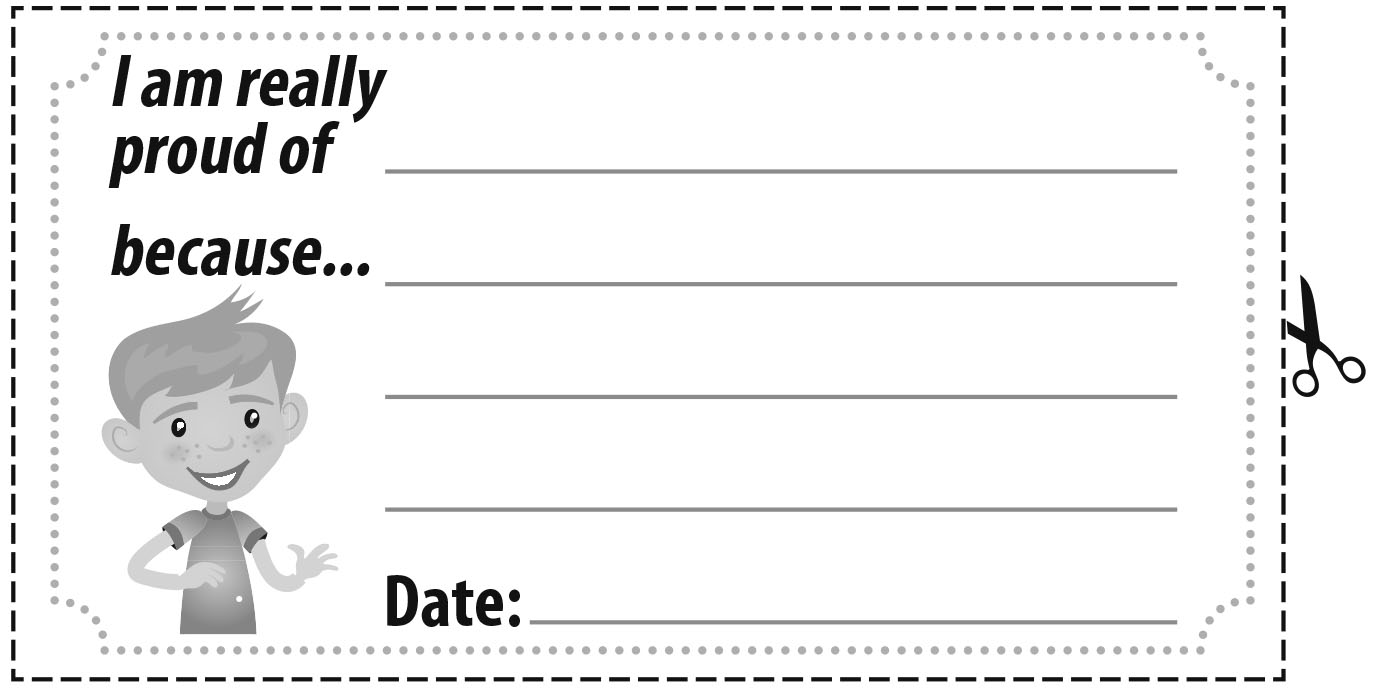 I am really
proud of
because...
Date: